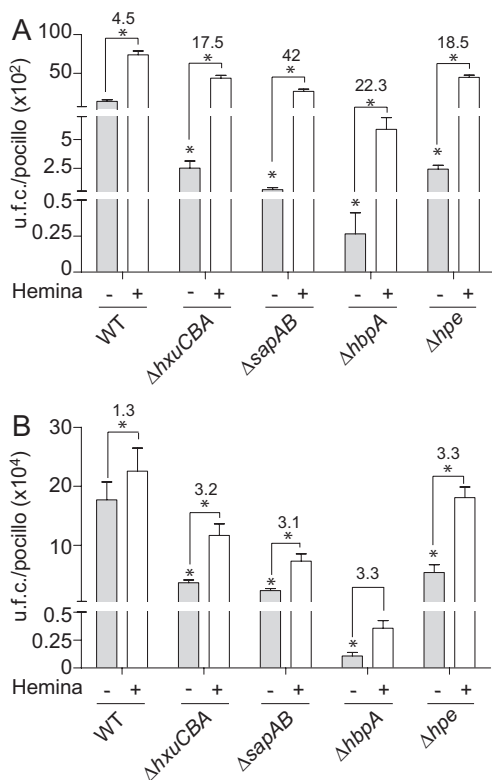 A
u.f.c./pocillo (x10²)
100
50
5
2.5
0.5
0.25
0
4.5
*
17.5
*
*
42
*
*
22.3
*
*
18.5
*
*
Hemina - + - + - + - + - +
WT
ΔhxuCBA
ΔsapAB
ΔhbpA
Δhpe
B
u.f.c./pocillo (x10⁴)
30
20
10
0.5
0.25
0
1.3
*
3.2
*
*
3.1
*
*
3.3
*
3.3
*
*
Hemina - + - + - + - + - +
WT
ΔhxuCBA
ΔsapAB
ΔhbpA
Δhpe